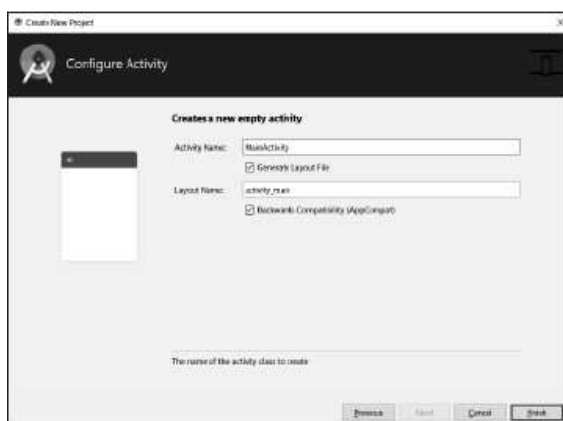 Create New Project
Configure Activity
Creates a new empty activity
Activity Name: MainActivity
Generate Layout File
Layout Name: activity_main
Backwards Compatibility (AppCompat)
The name of the activity class to create
Previous Next Cancel Finish